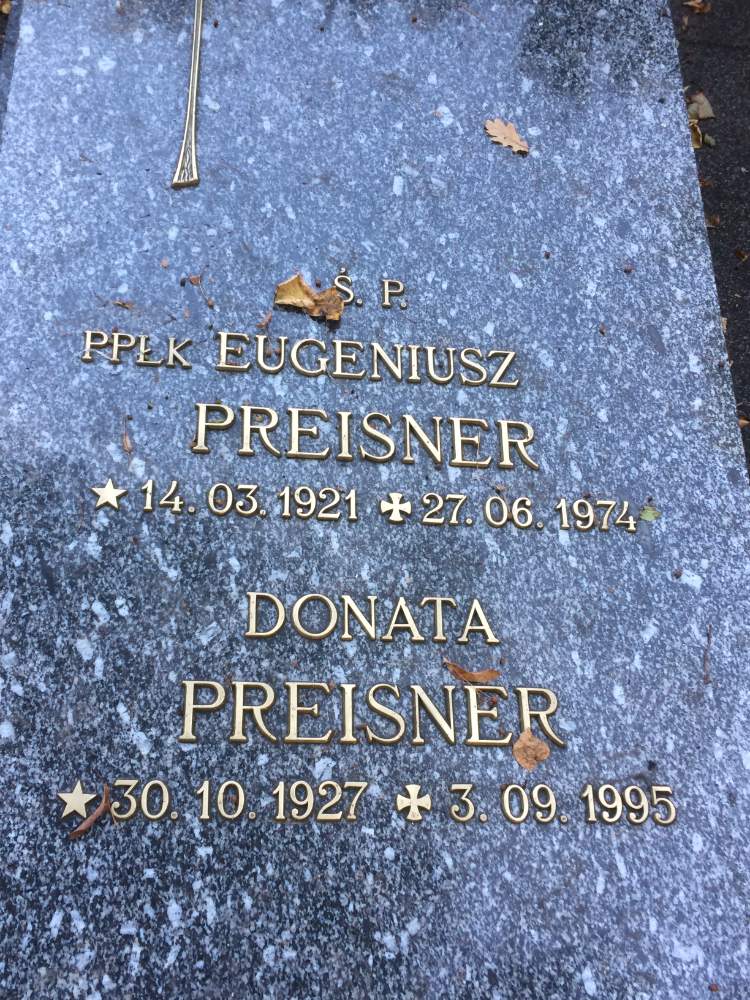 Ś. P.
PPŁK EUGENIUSZ
PREISNER
★ 14. 03. 1921 ✠ 27. 06. 1974
DONATA
PREISNER
★ 30. 10. 1927 ✠ 3. 09. 1995